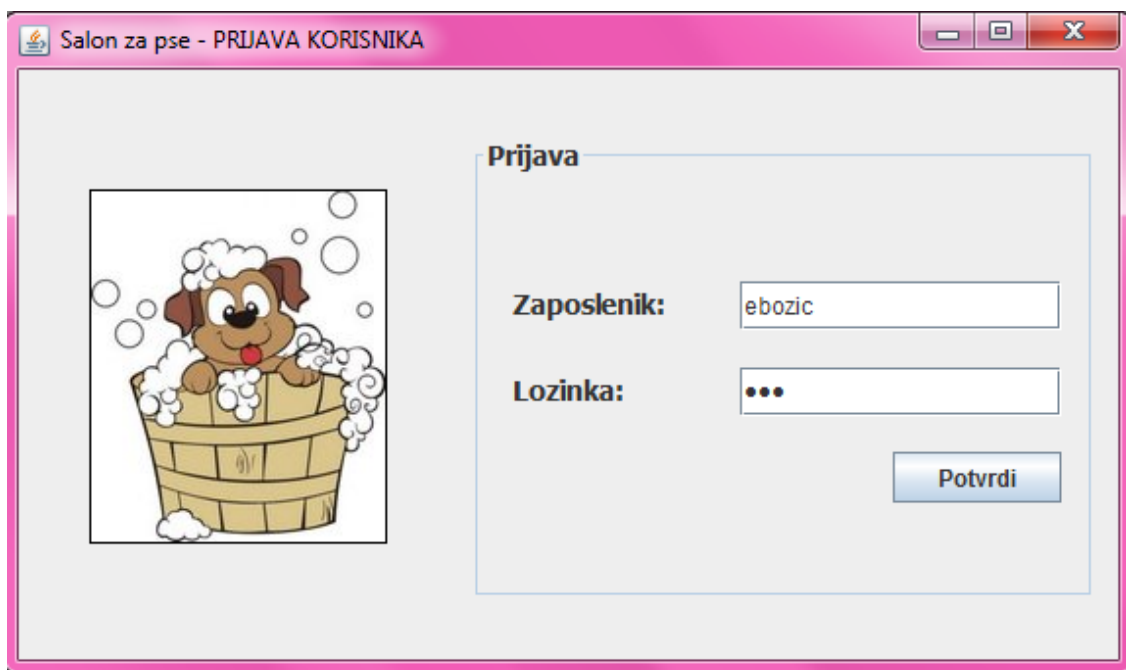 Salon za pse - PRIJAVA KORISNIKA
Prijava
Zaposlenik: ebozic
Lozinka: •••
Potvrdi